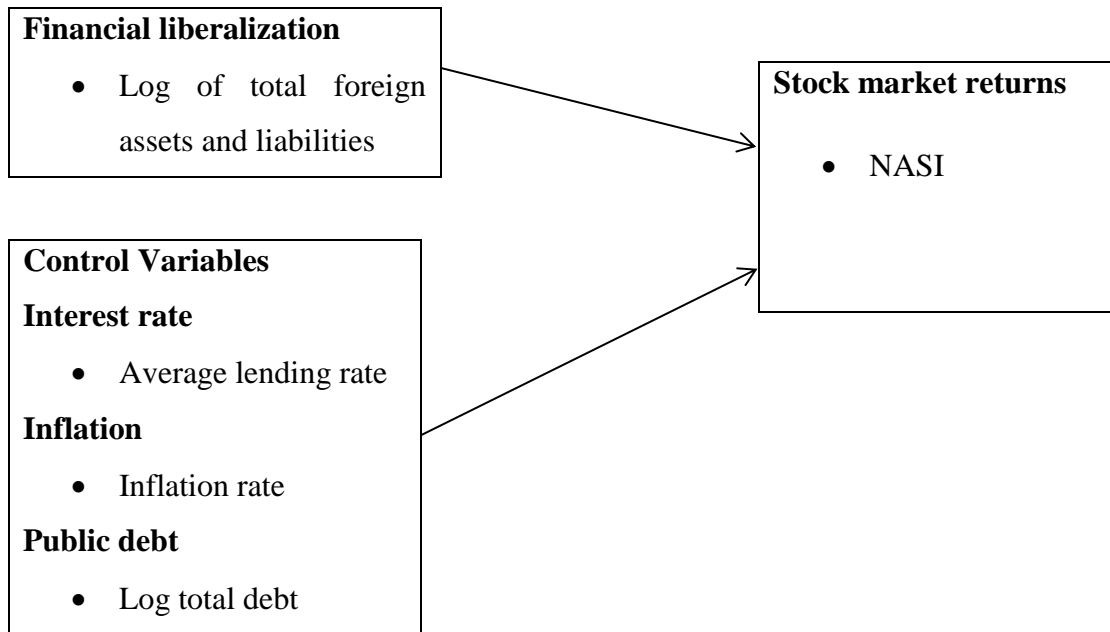 Financial liberalization
• Log of total foreign
assets and liabilities
Stock market returns
• NASI
Control Variables
Interest rate
• Average lending rate
Inflation
• Inflation rate
Public debt
• Log total debt